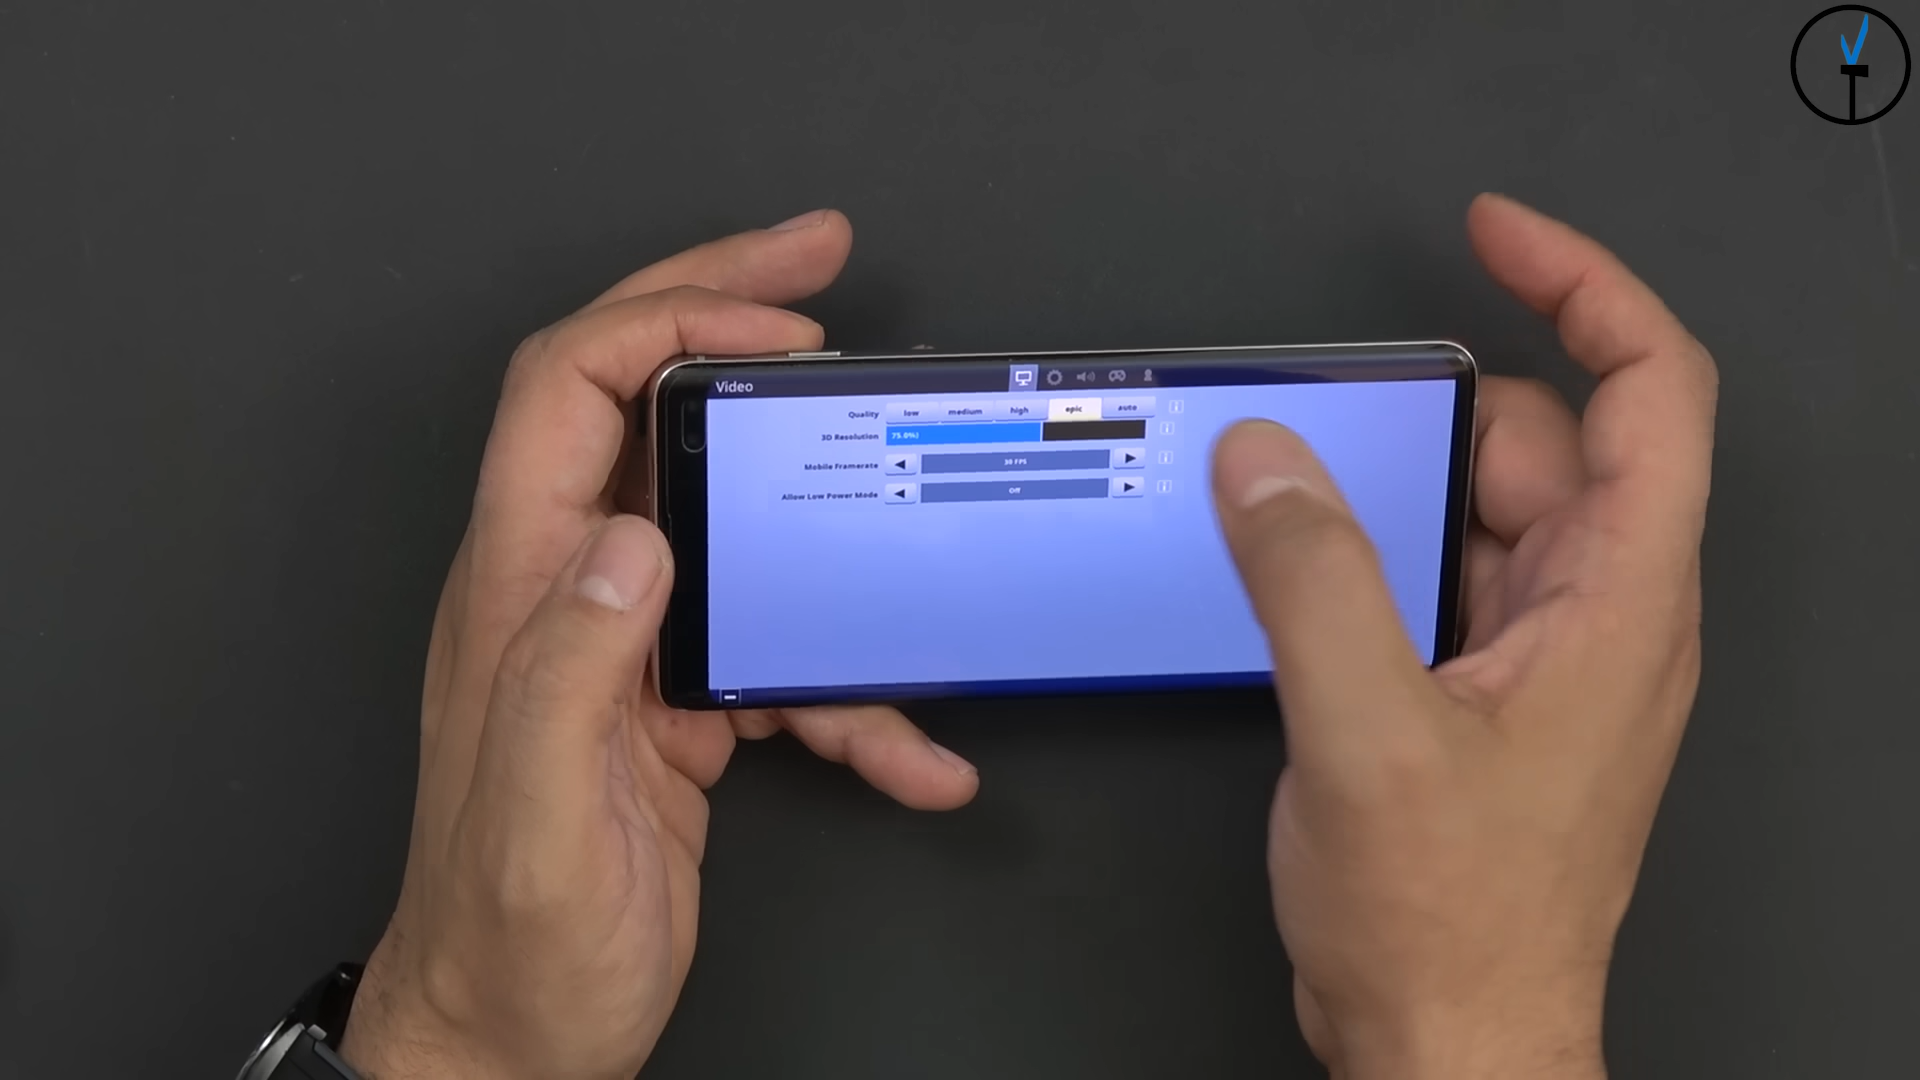 Video
Quality low medium high epic auto
3D Resolution 75.0%
Mobile Framerate 30 FPS
Allow Low Power Mode Off